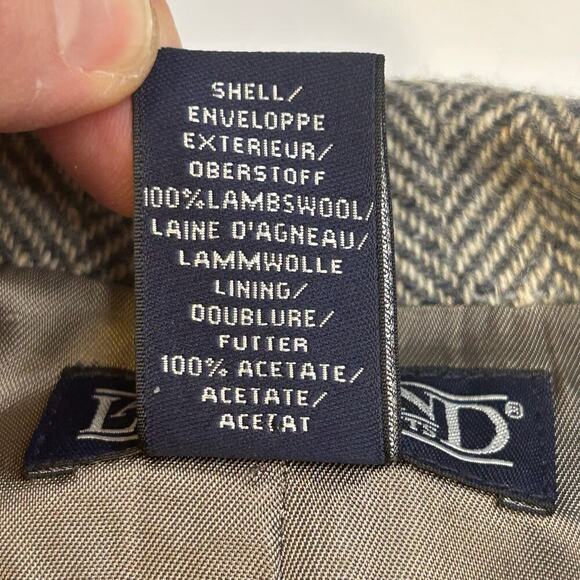 SHELL/
ENVELOPPE
EXTERIEUR/
OBERSTOFF
100%LAMBSWOOL/
LAINE D'AGNEAU/
LAMMWOLLE
LINING/
DOUBLURE/
FUTTER
100% ACETATE/
ACETATE/
ACETAT